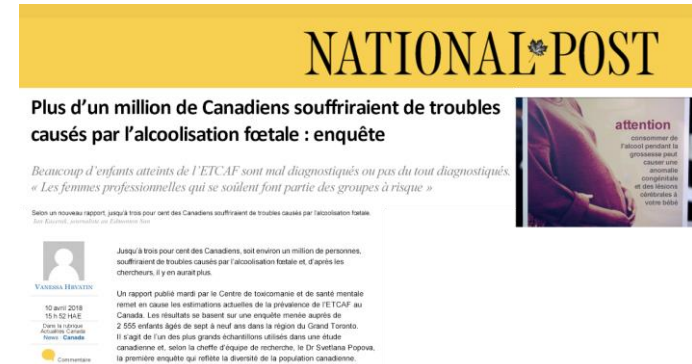 NATIONAL POST
Plus d’un million de Canadiens souffriraient de troubles
causés par l’alcoolisation fœtale : enquête
Beaucoup d’enfants atteints de l’ETCAF sont mal diagnostiqués ou pas du tout diagnostiqués.
« Les femmes professionnelles qui se soûlent font partie des groupes à risque »
attention
consommer de
l’alcool pendant la
grossesse peut
causer une
anomalie
congénitale
et des lésions
cérébrales à
votre bébé
Selon un nouveau rapport, jusqu’à trois pour cent des Canadiens souffriraient de troubles causés par l’alcoolisation fœtale.
journaliste au Edmonton Sun
VANESSA HRVATIN
10 avril 2018
15 h 52 HAE
Dans la rubrique
Actualités Canada
News Canada
Commentaire
Jusqu’à trois pour cent des Canadiens, soit environ un million de personnes,
souffriraient de troubles causés par l’alcoolisation fœtale et, d’après les
chercheurs, il y en aurait plus.
Un rapport publié mardi par le Centre de toxicomanie et de santé mentale
remet en cause les estimations actuelles de la prévalence de l’ETCAF au
Canada. Les résultats se basent sur une enquête menée auprès de
2 555 enfants âgés de sept à neuf ans dans la région du Grand Toronto.
Il s’agit de l’un des plus grands échantillons utilisés dans une étude
canadienne et, selon la cheffe d’équipe de recherche, le Dr Svetlana Popova,
la première enquête qui reflète la diversité de la population canadienne.